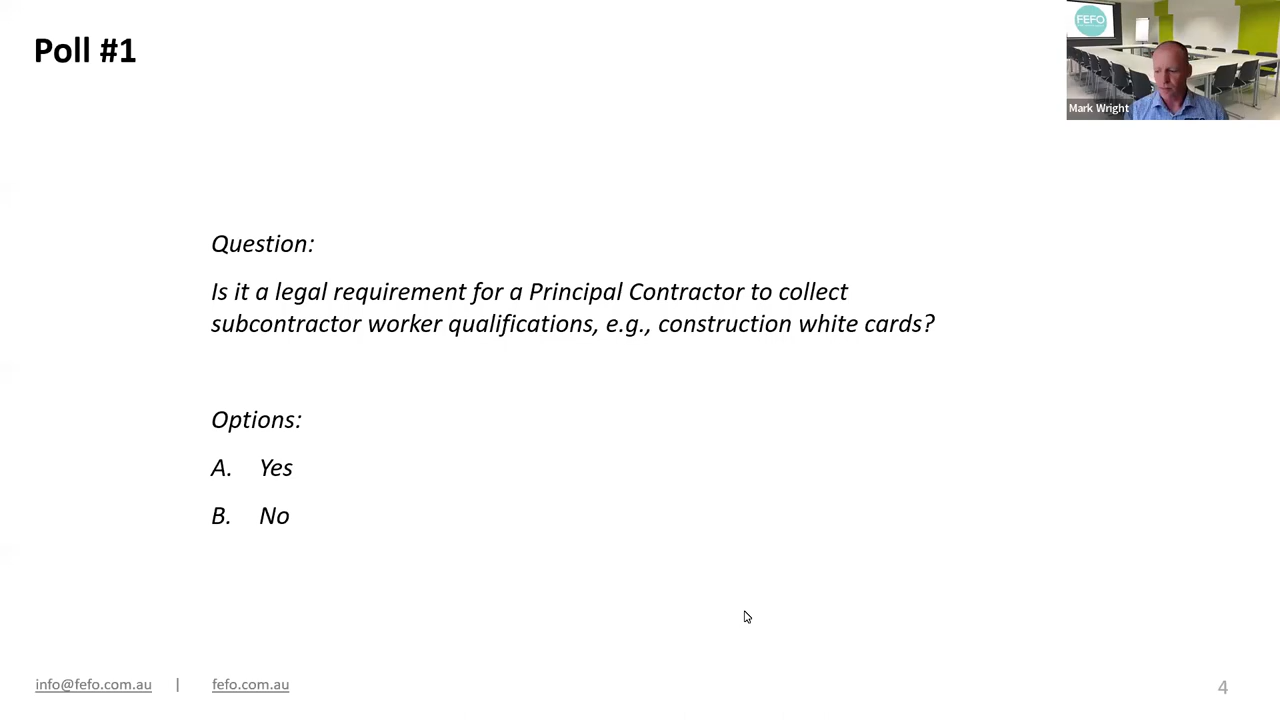 Poll #1
FEFO
Mark Wright
Question:
Is it a legal requirement for a Principal Contractor to collect
subcontractor worker qualifications, e.g., construction white cards?
Options:
A. Yes
B. No
info@fefo.com.au | fefo.com.au
4